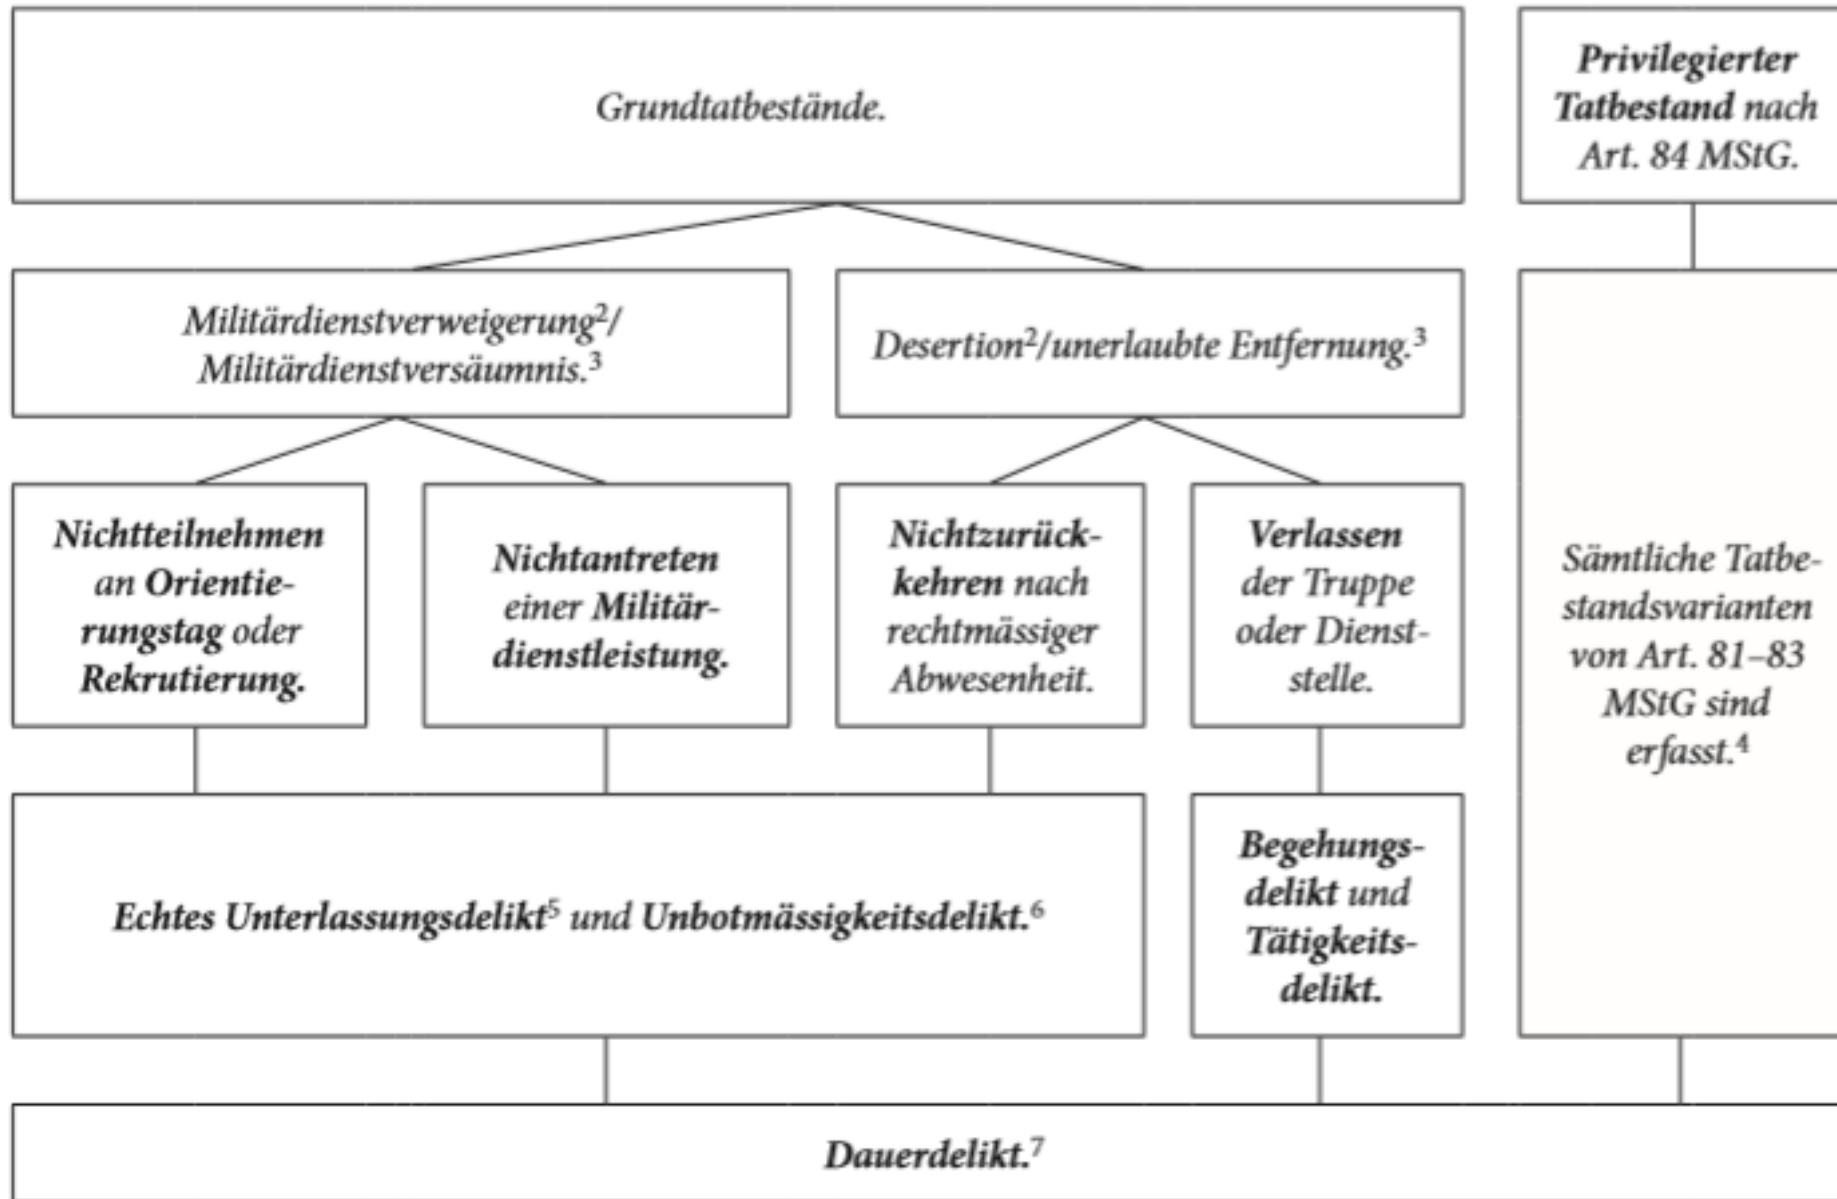 Grundtatbestände.
Privilegierter
Tatbestand nach
Art. 84 MStG.
Militärdienstverweigerung²/
Militärdienstversäumnis.³
Desertion²/unerlaubte Entfernung.³
Nichtteilnehmen
an Orientie-
rungstag oder
Rekrutierung.
Nichtantreten
einer Militär-
dienstleistung.
Nichtzurück-
kehren nach
rechtmässiger
Abwesenheit.
Verlassen
der Truppe
oder Dienst-
stelle.
Sämtliche Tatbe-
standsvarianten
von Art. 81–83
MStG sind
erfasst.⁴
Echtes Unterlassungsdelikt⁵ und Unbotmässigkeitsdelikt.⁶
Begehungs-
delikt und
Tätigkeits-
delikt.
Dauerdelikt.⁷